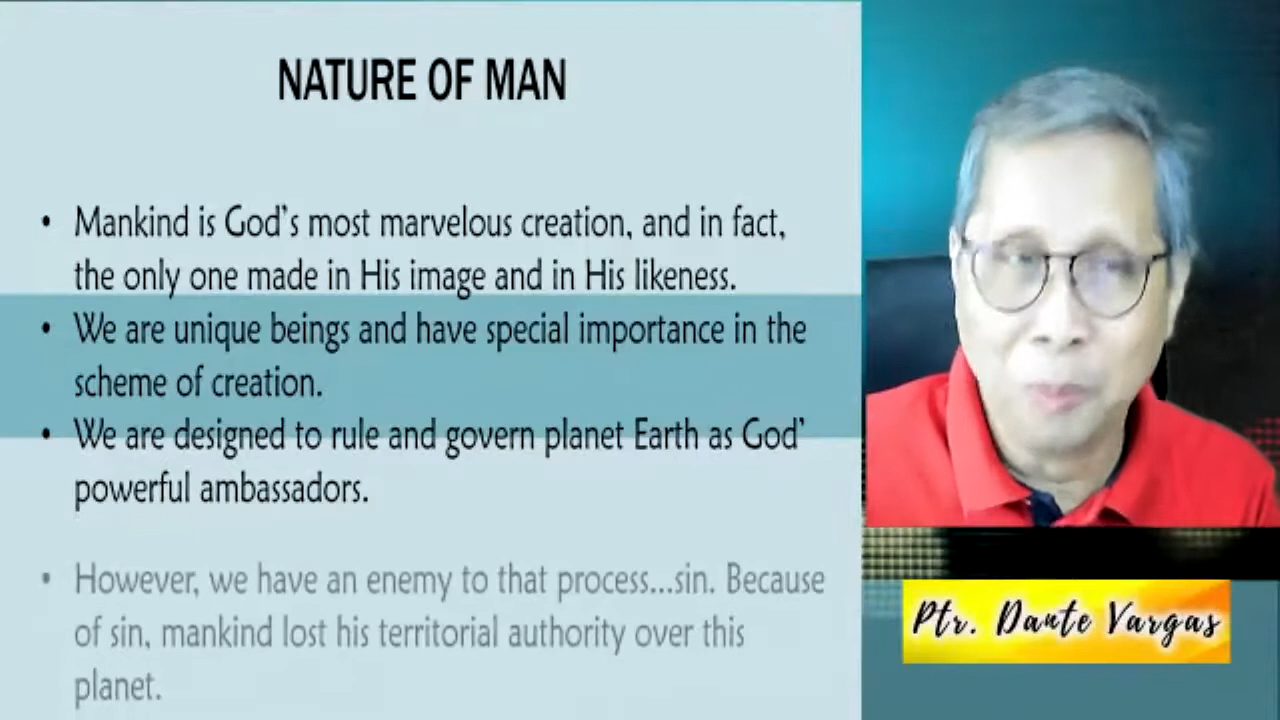 NATURE OF MAN
• Mankind is God's most marvelous creation, and in fact,
the only one made in His image and in His likeness.
• We are unique beings and have special importance in the
scheme of creation.
• We are designed to rule and govern planet Earth as God'
powerful ambassadors.
• However, we have an enemy to that process...sin. Because
of sin, mankind lost his territorial authority over this
planet.
Ptr. Dante Vargas